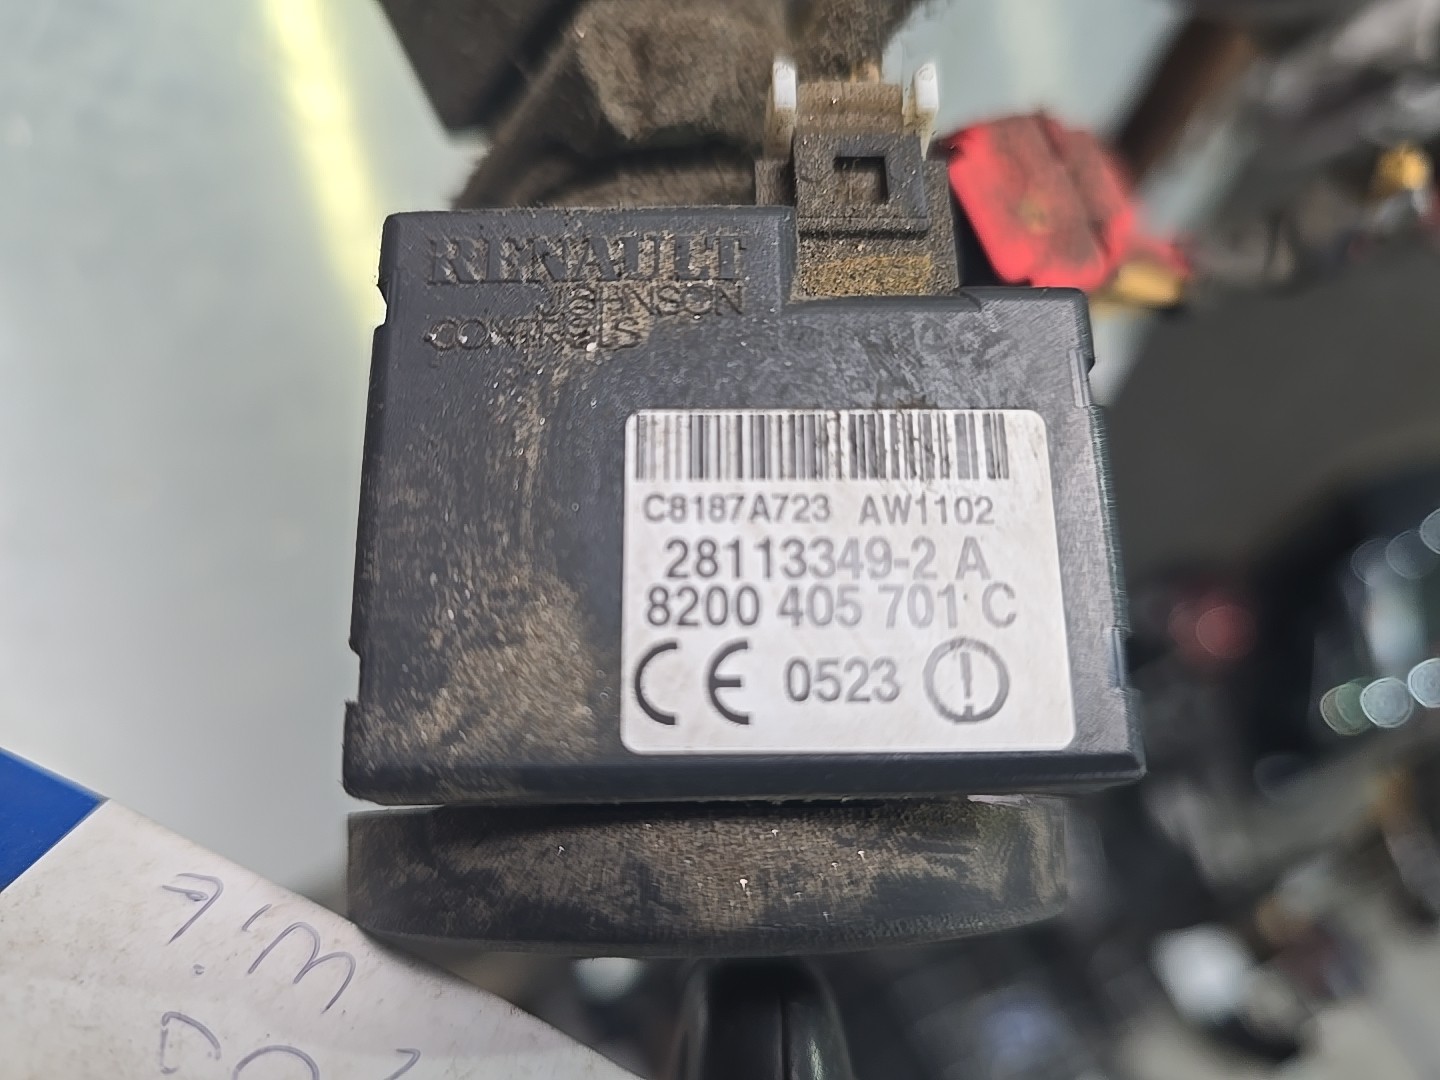 RENAULT
JOHNSON
CONTROLS
C8187A723 AW1102
28113349-2 A
8200 405 701 C
CE 0523